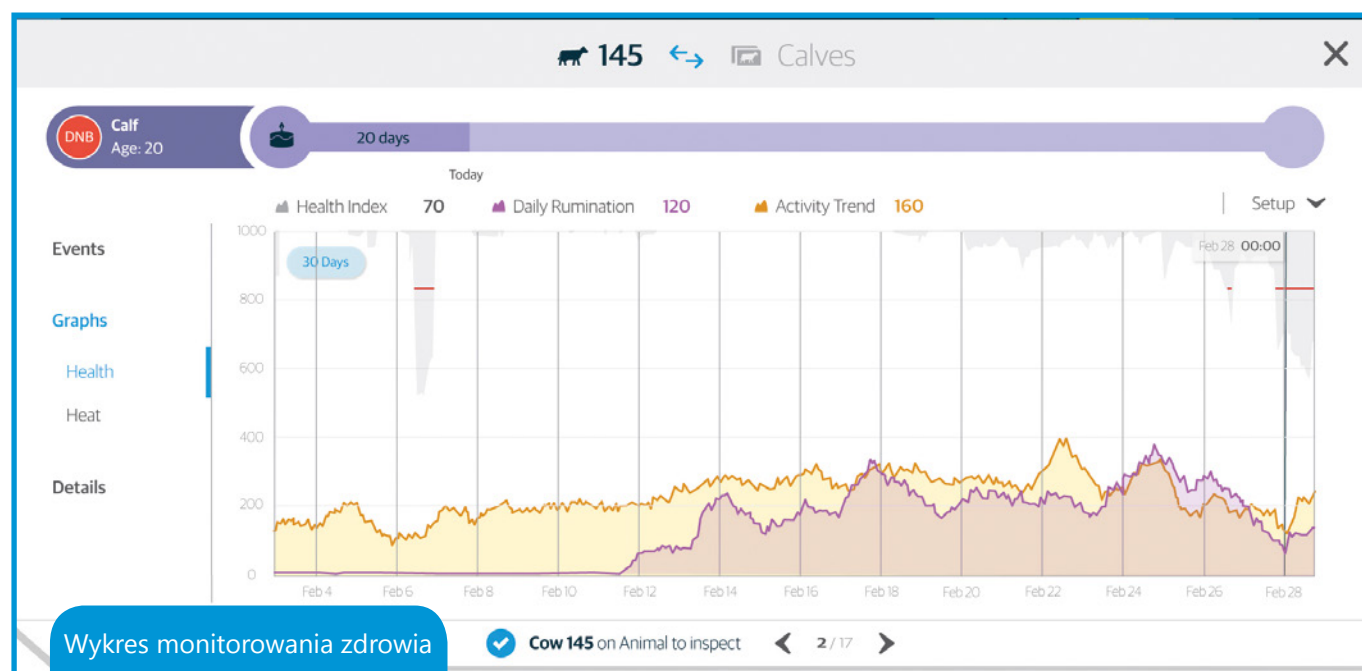 145 Calves
DNB
Calf
Age: 20
20 days
Today
Health Index 70 Daily Rumination 120 Activity Trend 160
Setup
Events
Graphs
Health
Heat
Details
30 Days
Feb 28 00:00
1000
800
600
400
200
0
Feb 4 Feb 6 Feb 8 Feb 10 Feb 12 Feb 14 Feb 16 Feb 18 Feb 20 Feb 22 Feb 24 Feb 26 Feb 28
Wykres monitorowania zdrowia
Cow 145 on Animal to inspect 2 / 17